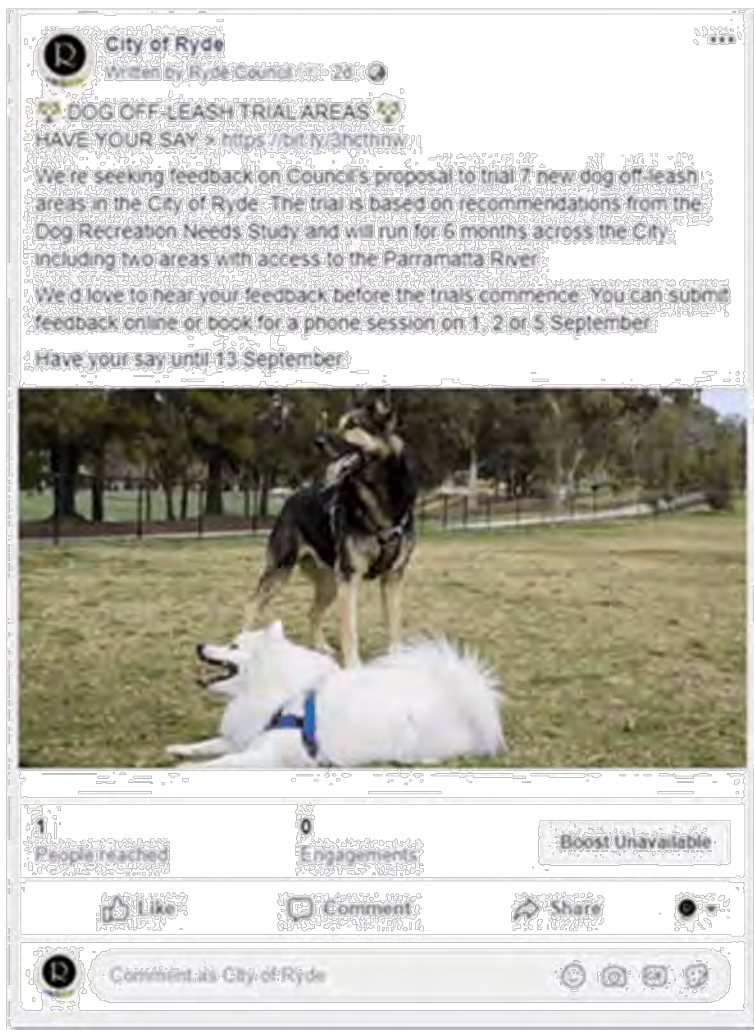 City of Ryde
Written by Ryde Council · 2d ·
DOG OFF-LEASH TRIAL AREAS
HAVE YOUR SAY >
We're seeking feedback on Council's proposal to trial 7 new dog off-leash
areas in the City of Ryde. The trial is based on recommendations from the
Dog Recreation Needs Study and will run for 6 months across the City
including two areas with access to the Parramatta River.
We'd love to hear your feedback before the trials commence. You can submit
feedback online or book for a phone session on 1, 2 or 5 September.
Have your say until 13 September.
1
People reached
0
Engagements
Boost Unavailable
Like
Comment
Share
Comment as City of Ryde